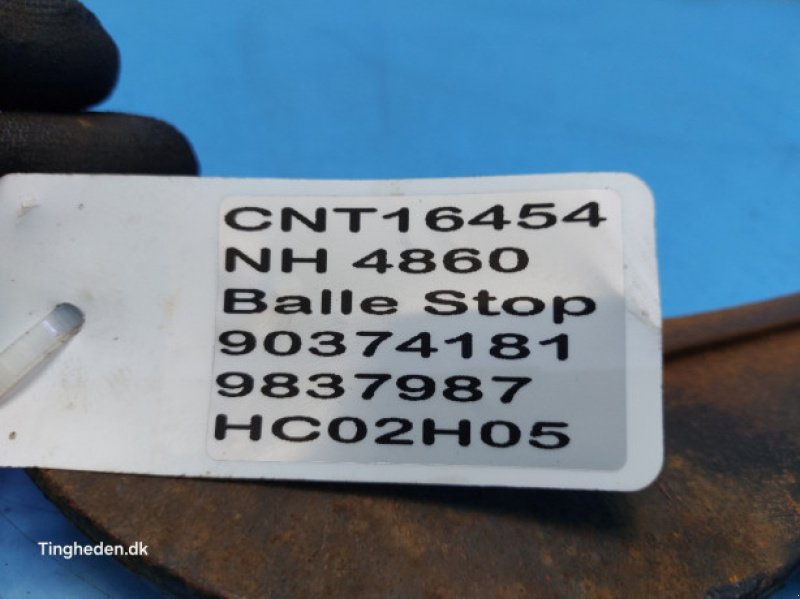 CNT16454
NH 4860
Balle Stop
90374181
9837987
HC02H05
Tingheden.dk